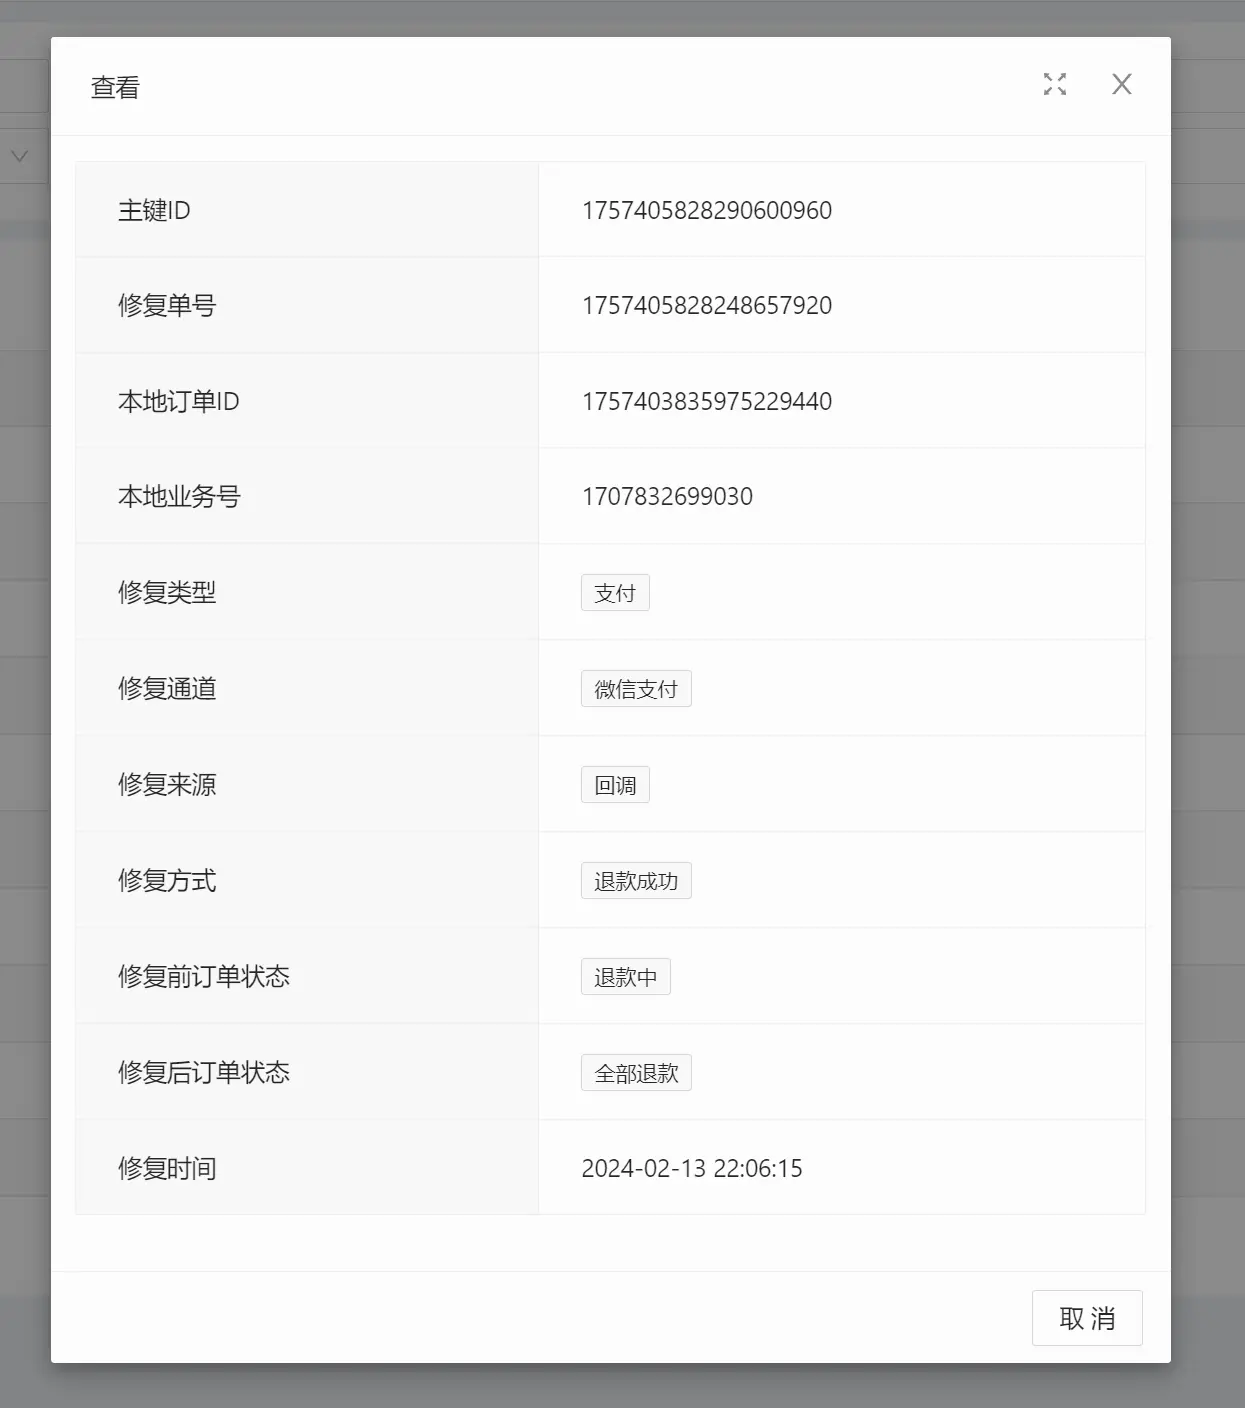 查看
主键ID 1757405828290600960
修复单号 1757405828248657920
本地订单ID 1757403835975229440
本地业务号 1707832699030
修复类型 支付
修复通道 微信支付
修复来源 回调
修复方式 退款成功
修复前订单状态 退款中
修复后订单状态 全部退款
修复时间 2024-02-13 22:06:15
取 消